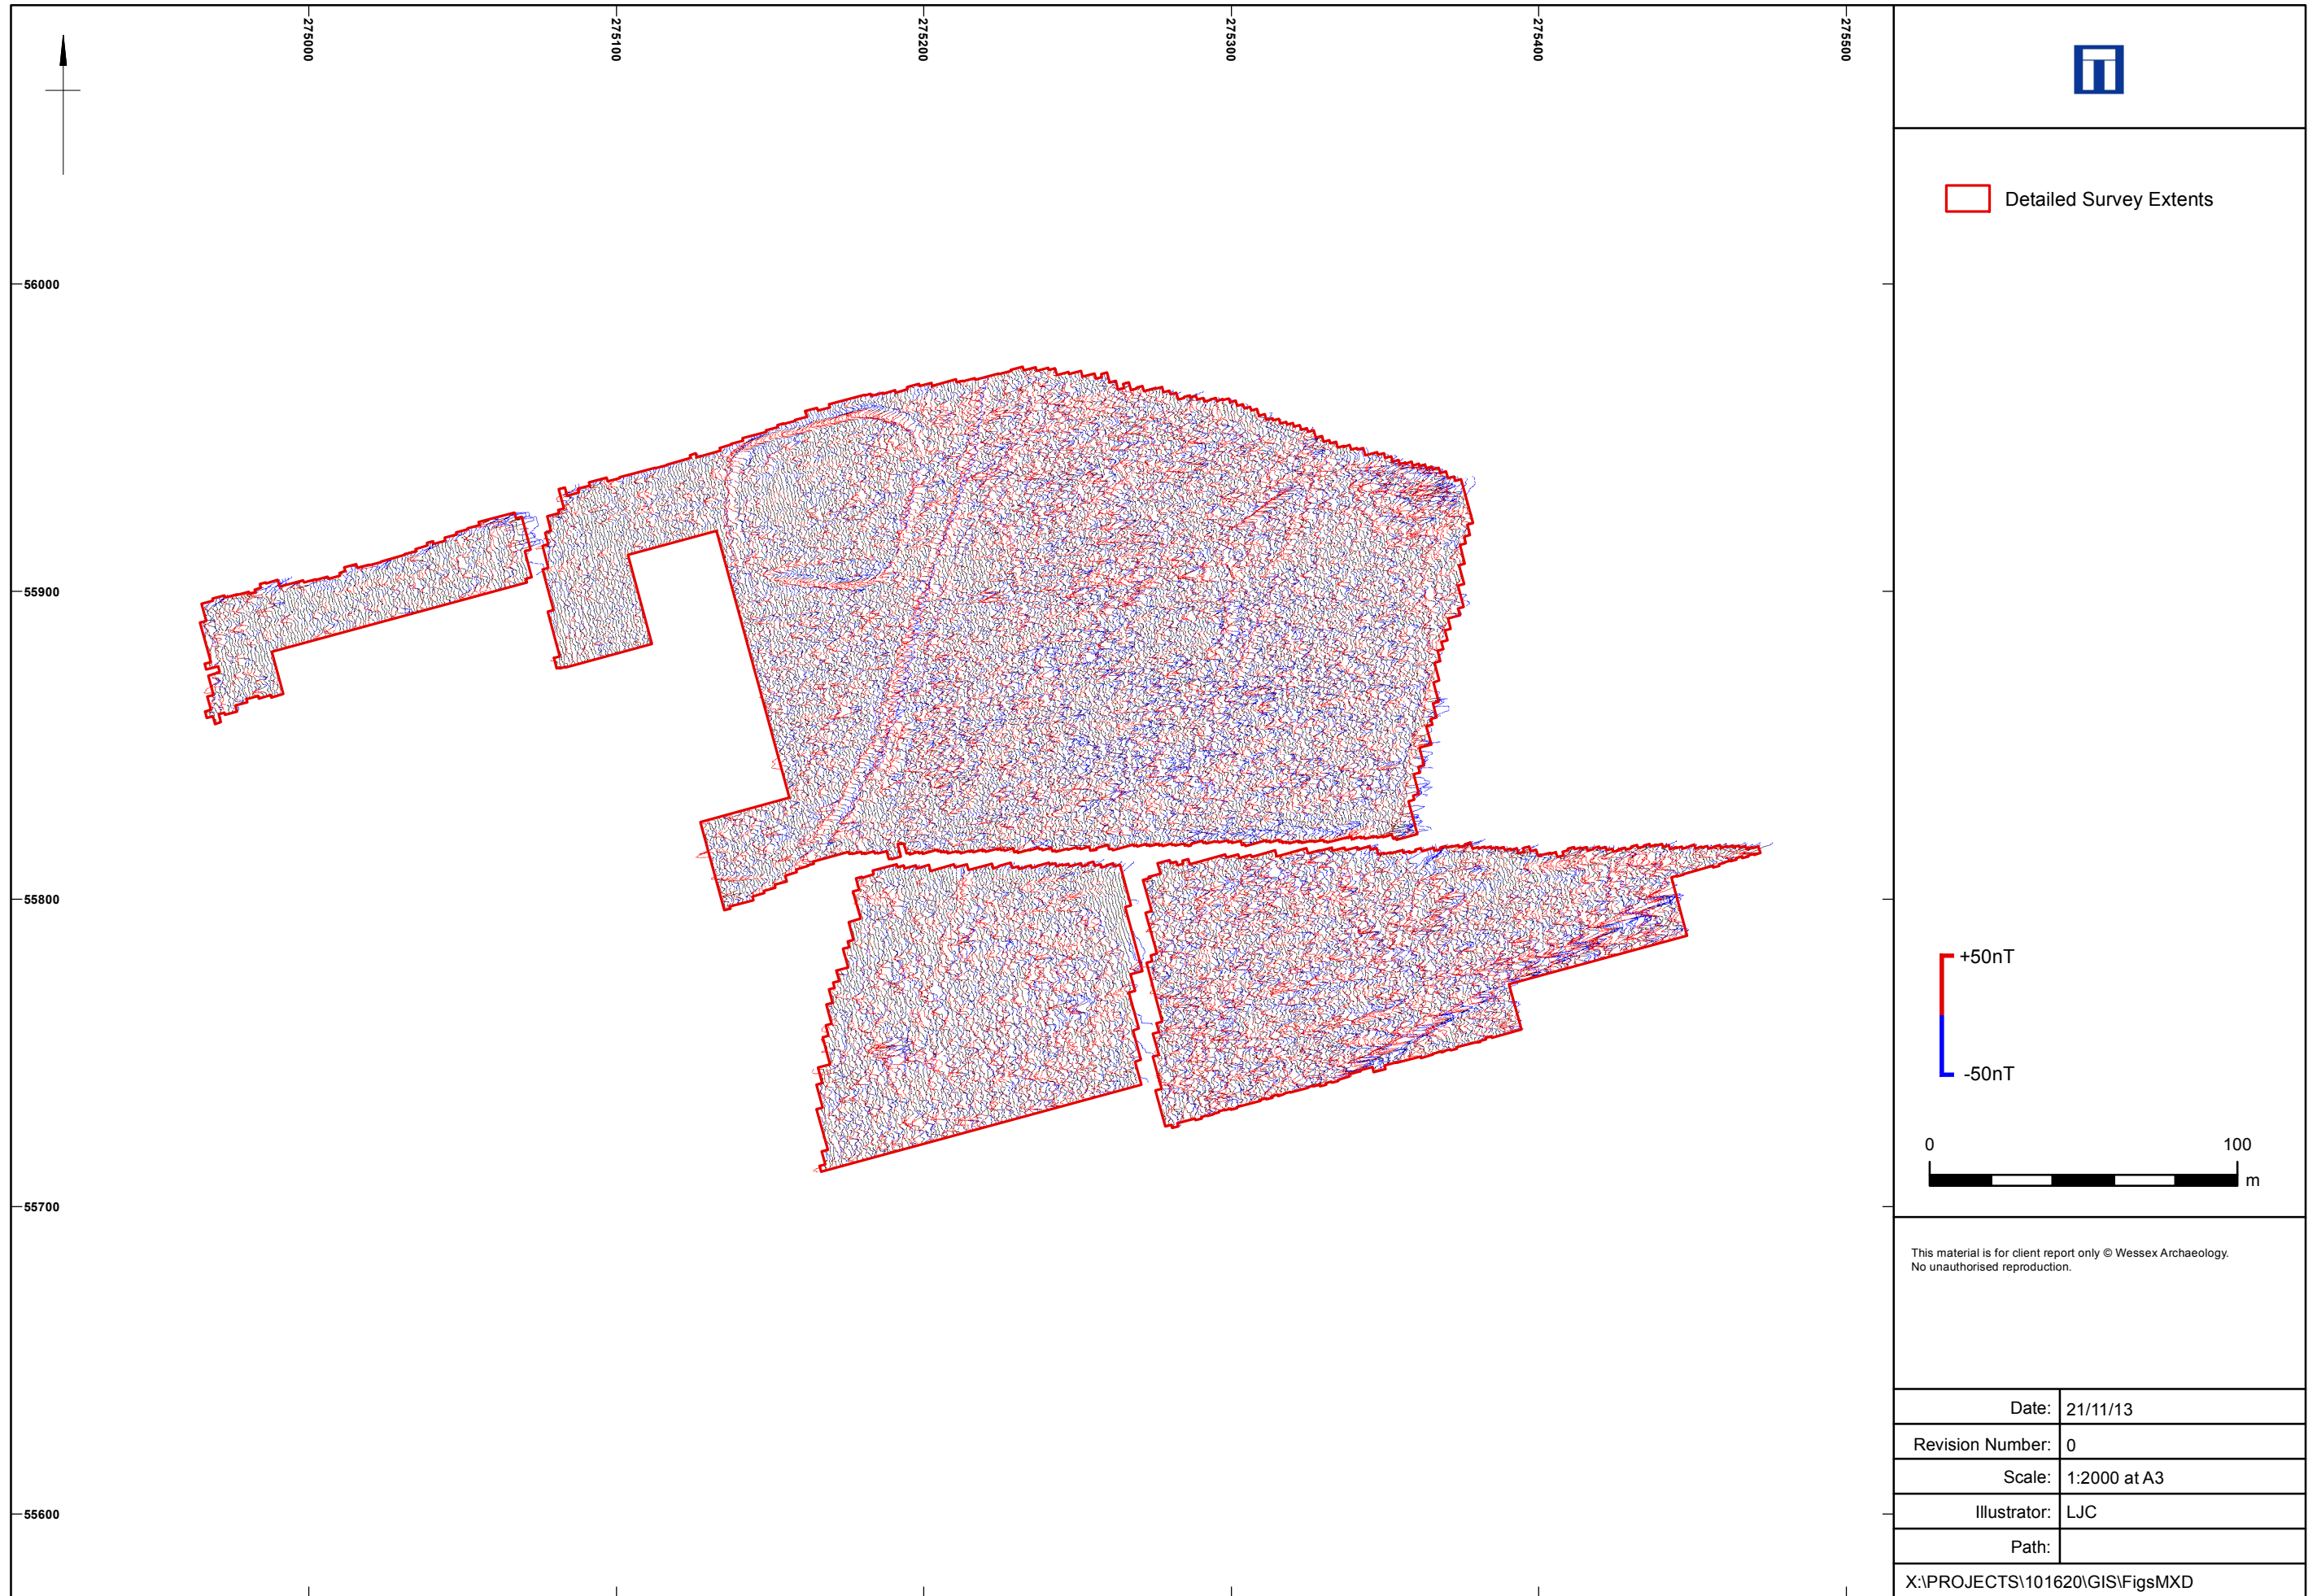 275000
275100
275200
275300
275400
275500
56000
55900
55800
55700
55600
Detailed Survey Extents
+50nT
-50nT
0 100
m
This material is for client report only © Wessex Archaeology.
No unauthorised reproduction.
Date: 21/11/13
Revision Number: 0
Scale: 1:2000 at A3
Illustrator: LJC
Path:
X:\PROJECTS\101620\GIS\FigsMXD